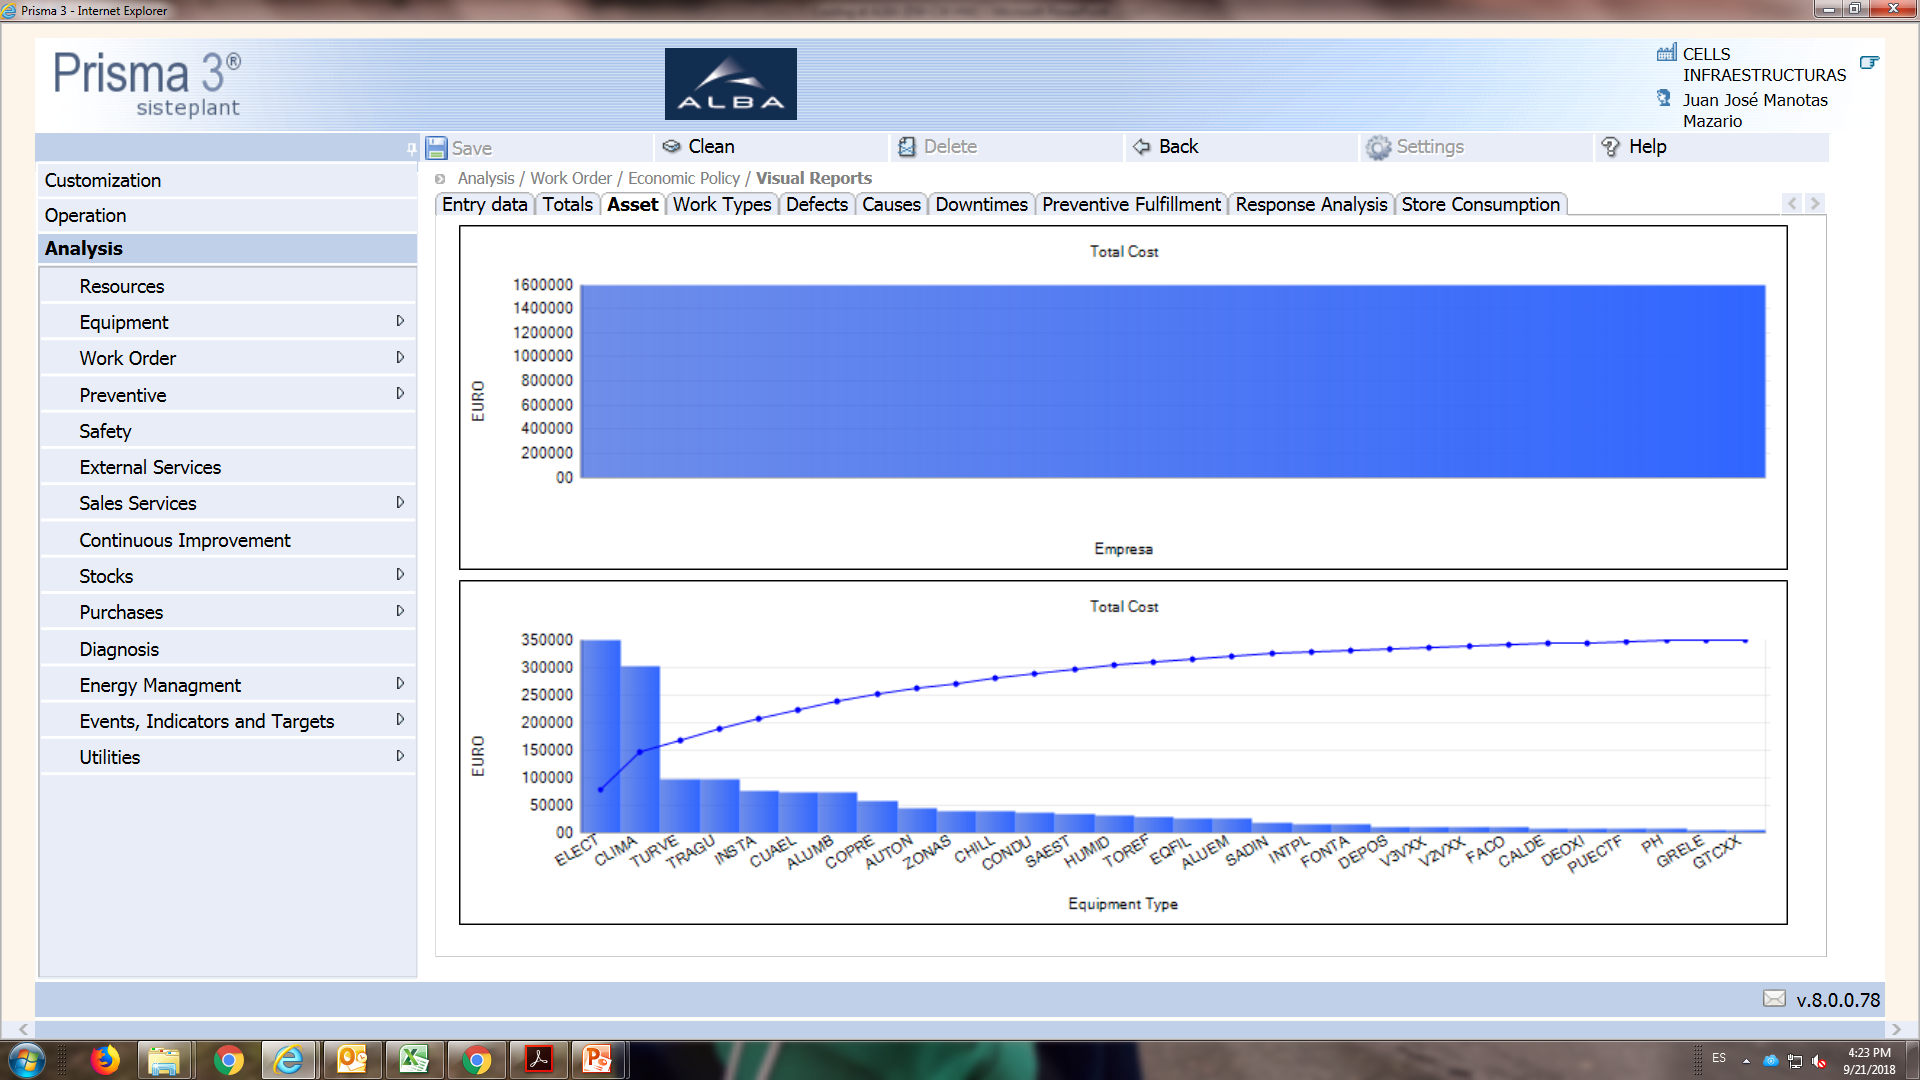 Prisma 3 - Internet Explorer
Prisma 3®
sisteplant
ALBA
CELLS
INFRAESTRUCTURAS
Juan José Manotas
Mazario
Save
Clean
Delete
Back
Settings
Help
Customization
Operation
Analysis
Resources
Equipment
Work Order
Preventive
Safety
External Services
Sales Services
Continuous Improvement
Stocks
Purchases
Diagnosis
Energy Managment
Events, Indicators and Targets
Utilities
Analysis / Work Order / Economic Policy / Visual Reports
Entry data Totals Asset Work Types Defects Causes Downtimes Preventive Fulfillment Response Analysis Store Consumption
Total Cost
1600000
1400000
1200000
1000000
800000
600000
400000
200000
00
EURO
Empresa
Total Cost
350000
300000
250000
200000
150000
100000
50000
00
EURO
ELECT CLIMA TURVE TRAGU INSTA CUAEL ALUMB COPRE AUTON ZONAS CHILL CONDU SAEST HUMID TOREF EQFIL ALUEM SADIN INTPL FONTA DEPOS V3VXX V2VXX FACO CALDE DEOXI PUECTF PH GRELE GTCXX
Equipment Type
v.8.0.0.78
ES
4:23 PM
9/21/2018